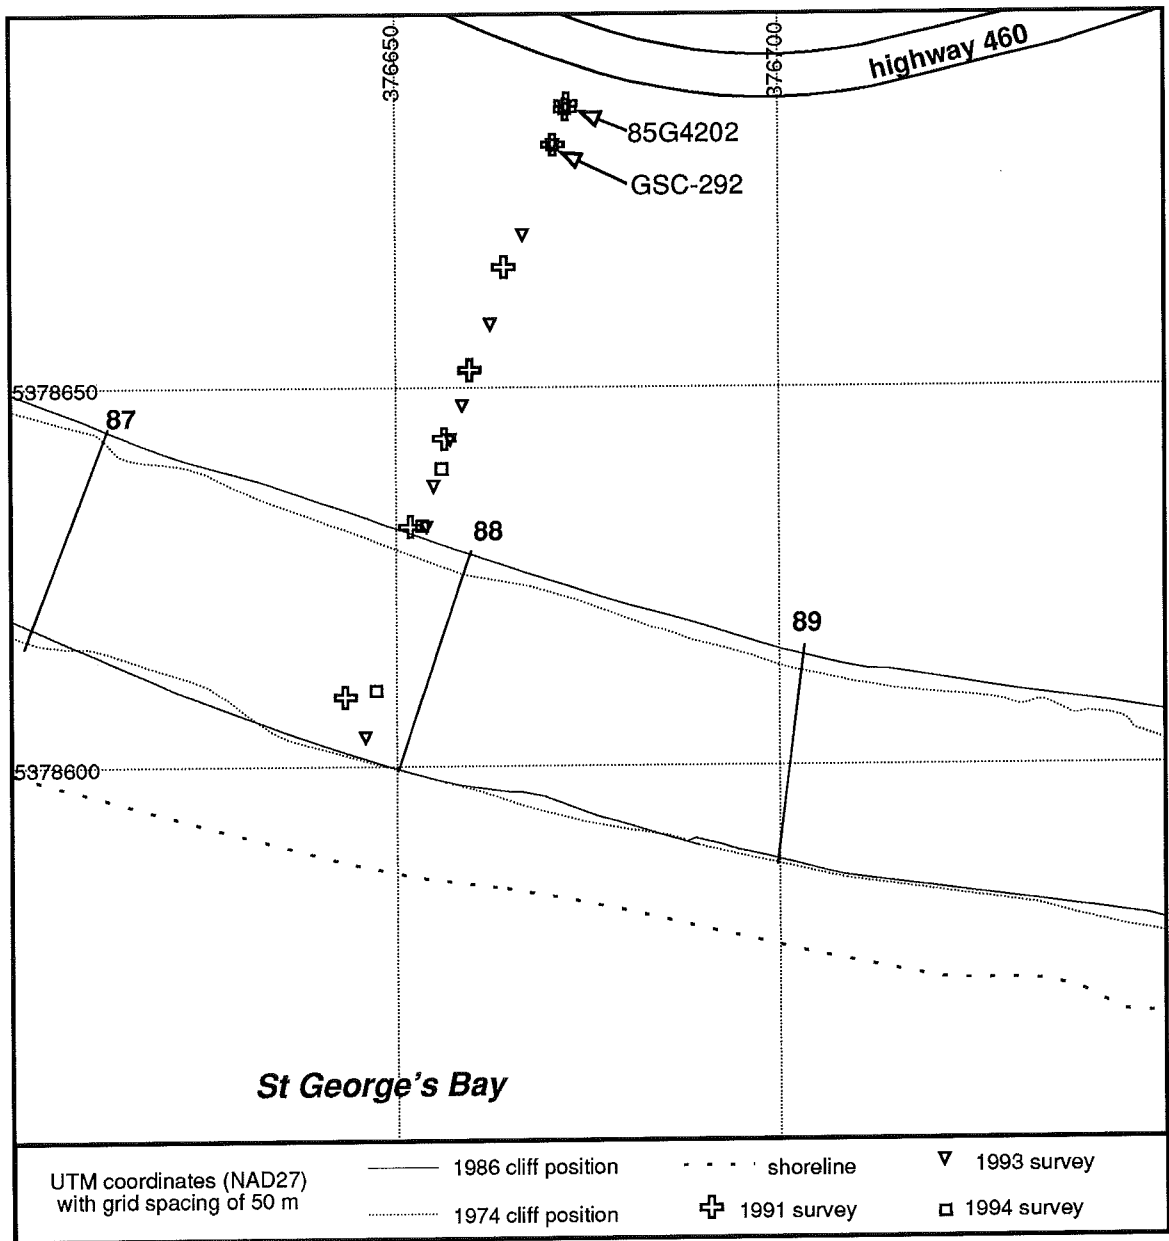 376650
376700
highway 460
85G4202
GSC-292
5378650
87
88
89
5378600
St George's Bay
UTM coordinates (NAD27)
with grid spacing of 50 m
1986 cliff position
1974 cliff position
shoreline
1991 survey
1993 survey
1994 survey